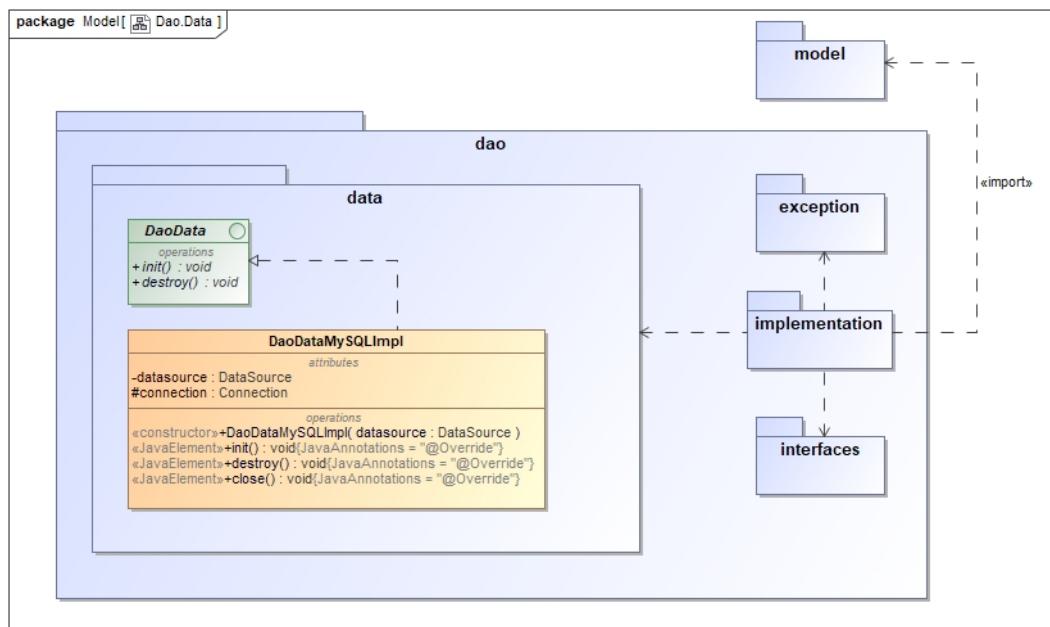 package Model[ Dao.Data ]
model
dao
«import»
data
exception
DaoData
operations
+init() : void
+destroy() : void
implementation
DaoDataMySQLImpl
attributes
-datasource : DataSource
#connection : Connection
operations
«constructor»+DaoDataMySQLImpl( datasource : DataSource )
«JavaElement»+init() : void{JavaAnnotations = "@Override"}
«JavaElement»+destroy() : void{JavaAnnotations = "@Override"}
«JavaElement»+close() : void{JavaAnnotations = "@Override"}
interfaces